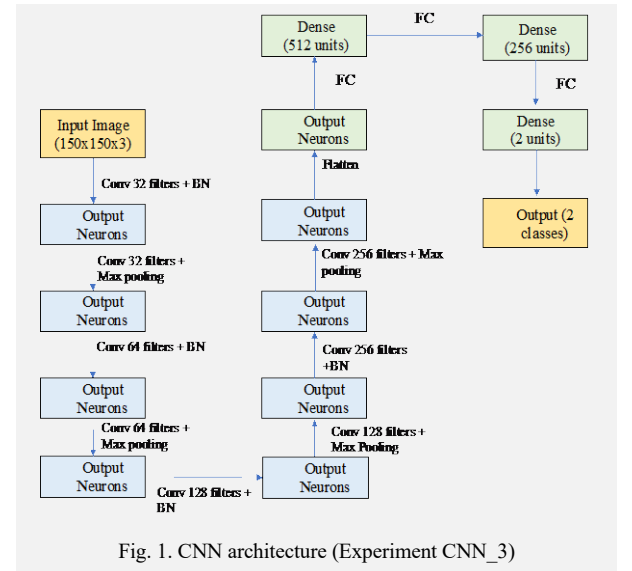 Input Image
(150x150x3)
Conv 32 filters + BN
Output
Neurons
Conv 32 filters +
Max pooling
Output
Neurons
Conv 64 filters + BN
Output
Neurons
Conv 64 filters +
Max pooling
Output
Neurons
Conv 128 filters +
BN
Output
Neurons
Conv 128 filters +
Max Pooling
Output
Neurons
Conv 256 filters
+BN
Output
Neurons
Conv 256 filters + Max
pooling
Output
Neurons
Flatten
Output
Neurons
FC
Dense
(512 units)
FC
Dense
(256 units)
FC
Dense
(2 units)
Output (2
classes)
Fig. 1. CNN architecture (Experiment CNN_3)